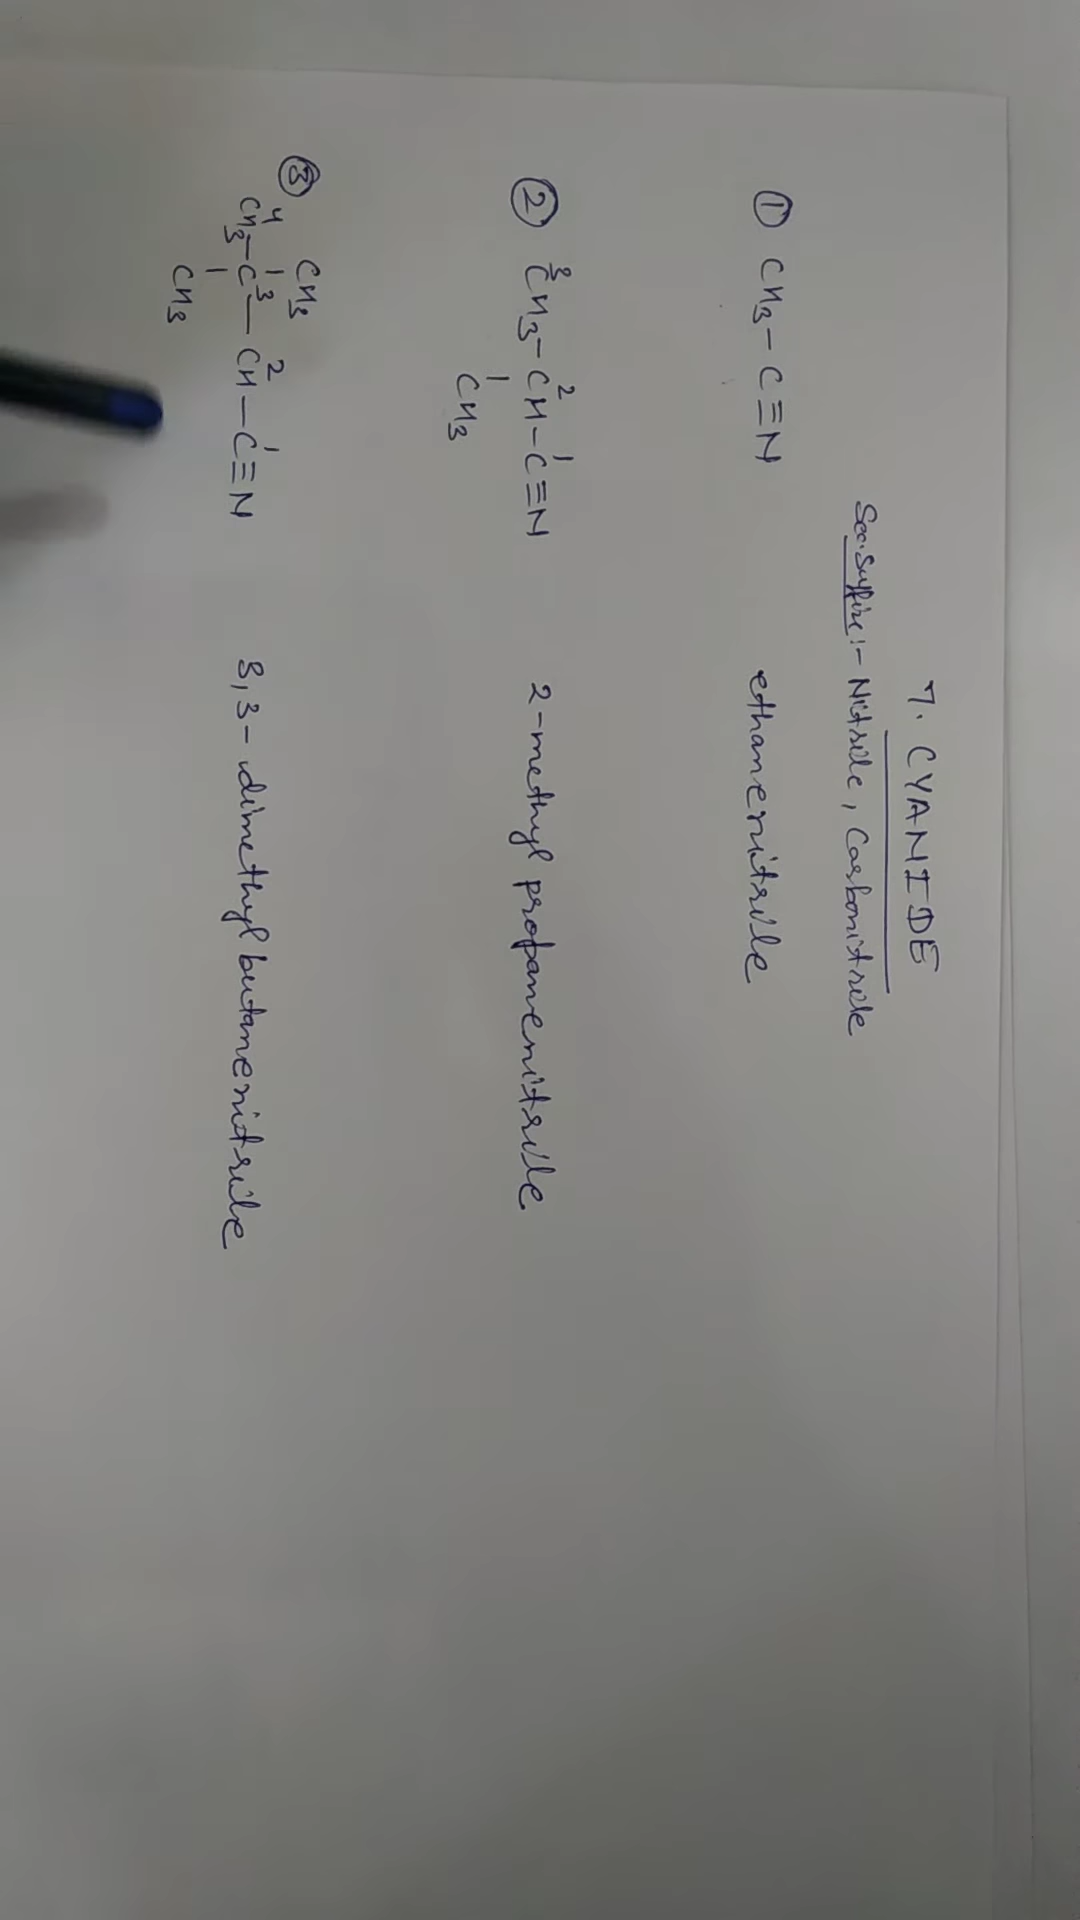 7. CYANIDE
Sec. Suffix :- Nitrile, Carbonitrile
① CH₃-C≡N ethanenitrile
② CH₃-CH-C≡N 2-methyl propanenitrile
3 2 1
CH₃
③ CH₃
CH₃-C-CH-C≡N 3,3-dimethyl butanenitrile
4 3 2 1
CH₃